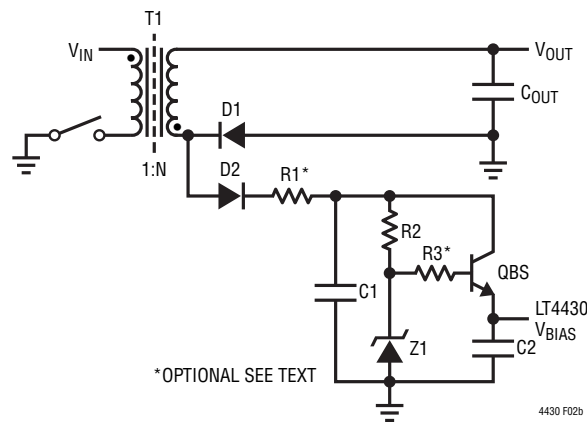 T1
V_IN
V_OUT
C_OUT
D1
1:N
D2
R1*
R2
R3*
QBS
C1
LT4430
V_BIAS
Z1
C2
*OPTIONAL SEE TEXT
4430 F02b